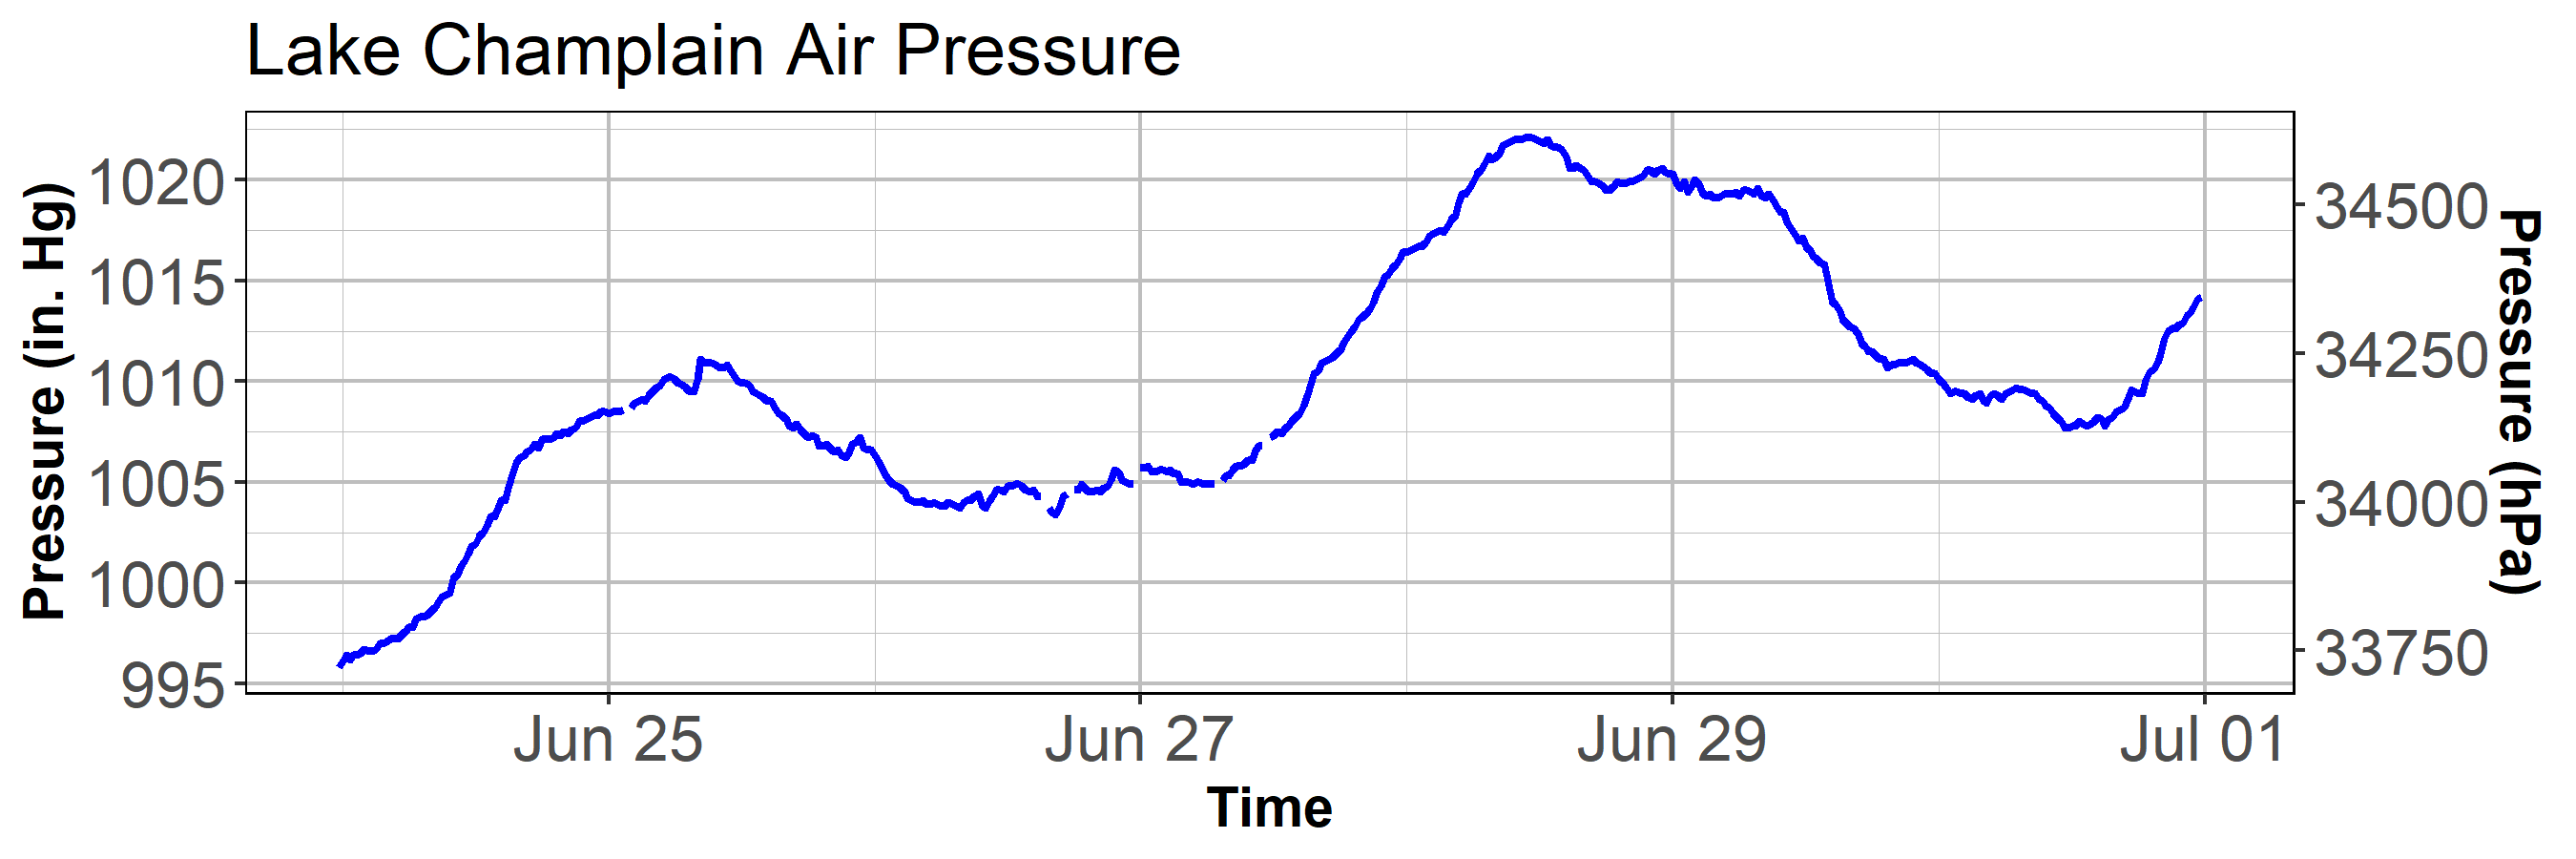 Lake Champlain Air Pressure
Pressure (in. Hg)
1020
1015
1010
1005
1000
995
34500
34250
34000
33750
Pressure (hPa)
Jun 25
Jun 27
Jun 29
Jul 01
Time